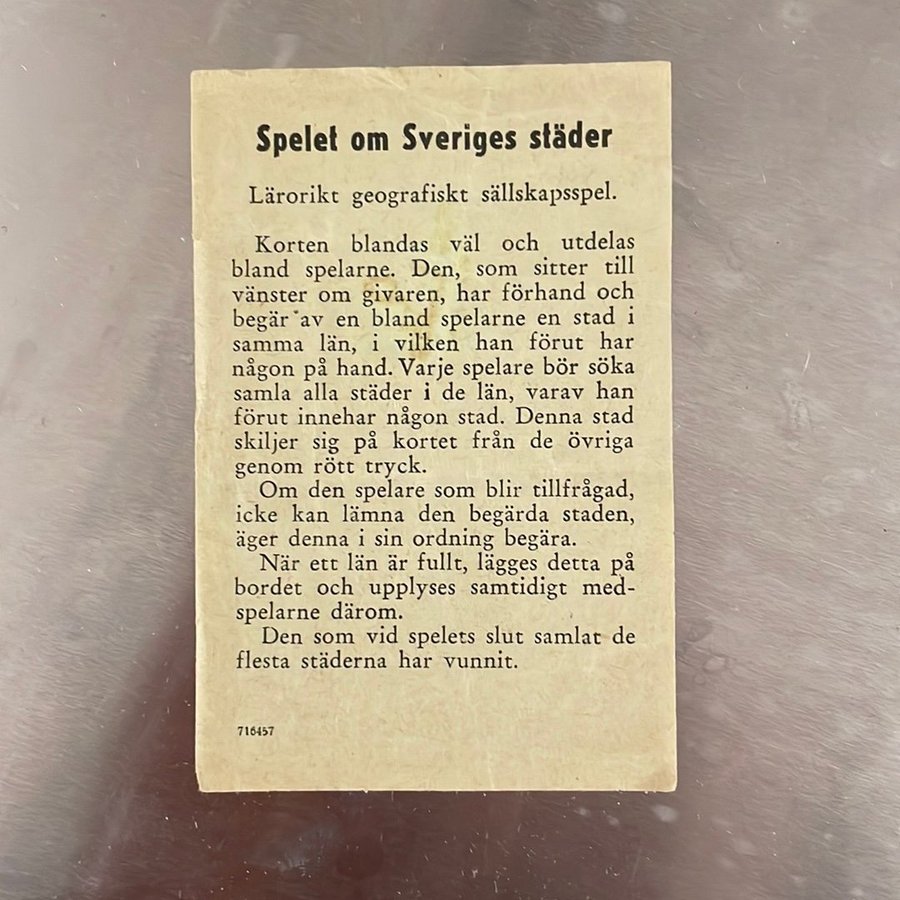 Spelet om Sveriges städer
Lärorikt geografiskt sällskapsspel.
Korten blandas väl och utdelas
bland spelarne. Den, som sitter till
vänster om givaren, har förhand och
begär av en bland spelarne en stad i
samma län, i vilken han förut har
någon på hand. Varje spelare bör söka
samla alla städer i de län, varav han
förut innehar någon stad. Denna stad
skiljer sig på kortet från de övriga
genom rött tryck.
Om den spelare som blir tillfrågad,
icke kan lämna den begärda staden,
äger denna i sin ordning begära.
När ett län är fullt, lägges detta på
bordet och upplyses samtidigt med-
spelarne därom.
Den som vid spelets slut samlat de
flesta städerna har vunnit.
716457